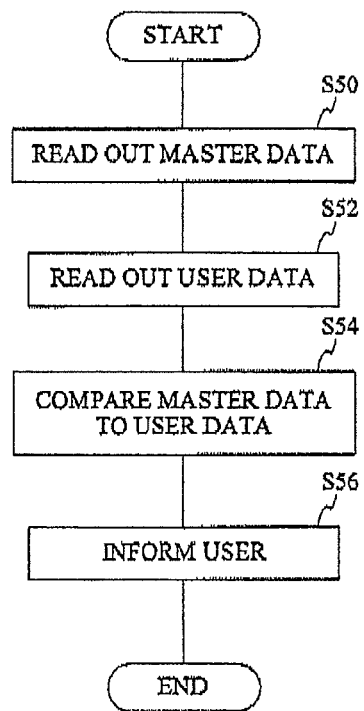 START
S50
READ OUT MASTER DATA
S52
READ OUT USER DATA
S54
COMPARE MASTER DATA
TO USER DATA
S56
INFORM USER
END